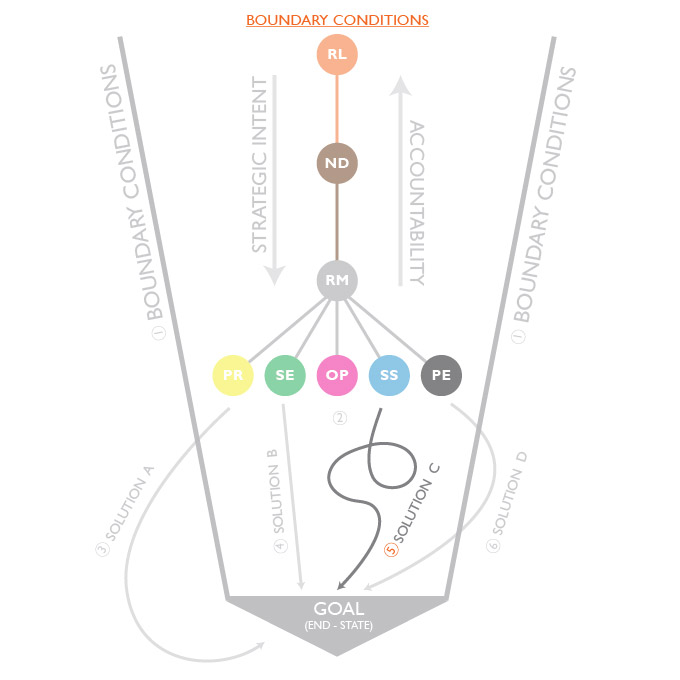 BOUNDARY CONDITIONS
RL
STRATEGIC INTENT
ACCOUNTABILITY
① BOUNDARY CONDITIONS
① BOUNDARY CONDITIONS
ND
RM
PR
SE
OP
SS
PE
②
③ SOLUTION A
④ SOLUTION B
⑤ SOLUTION C
⑥ SOLUTION D
GOAL
(END - STATE)